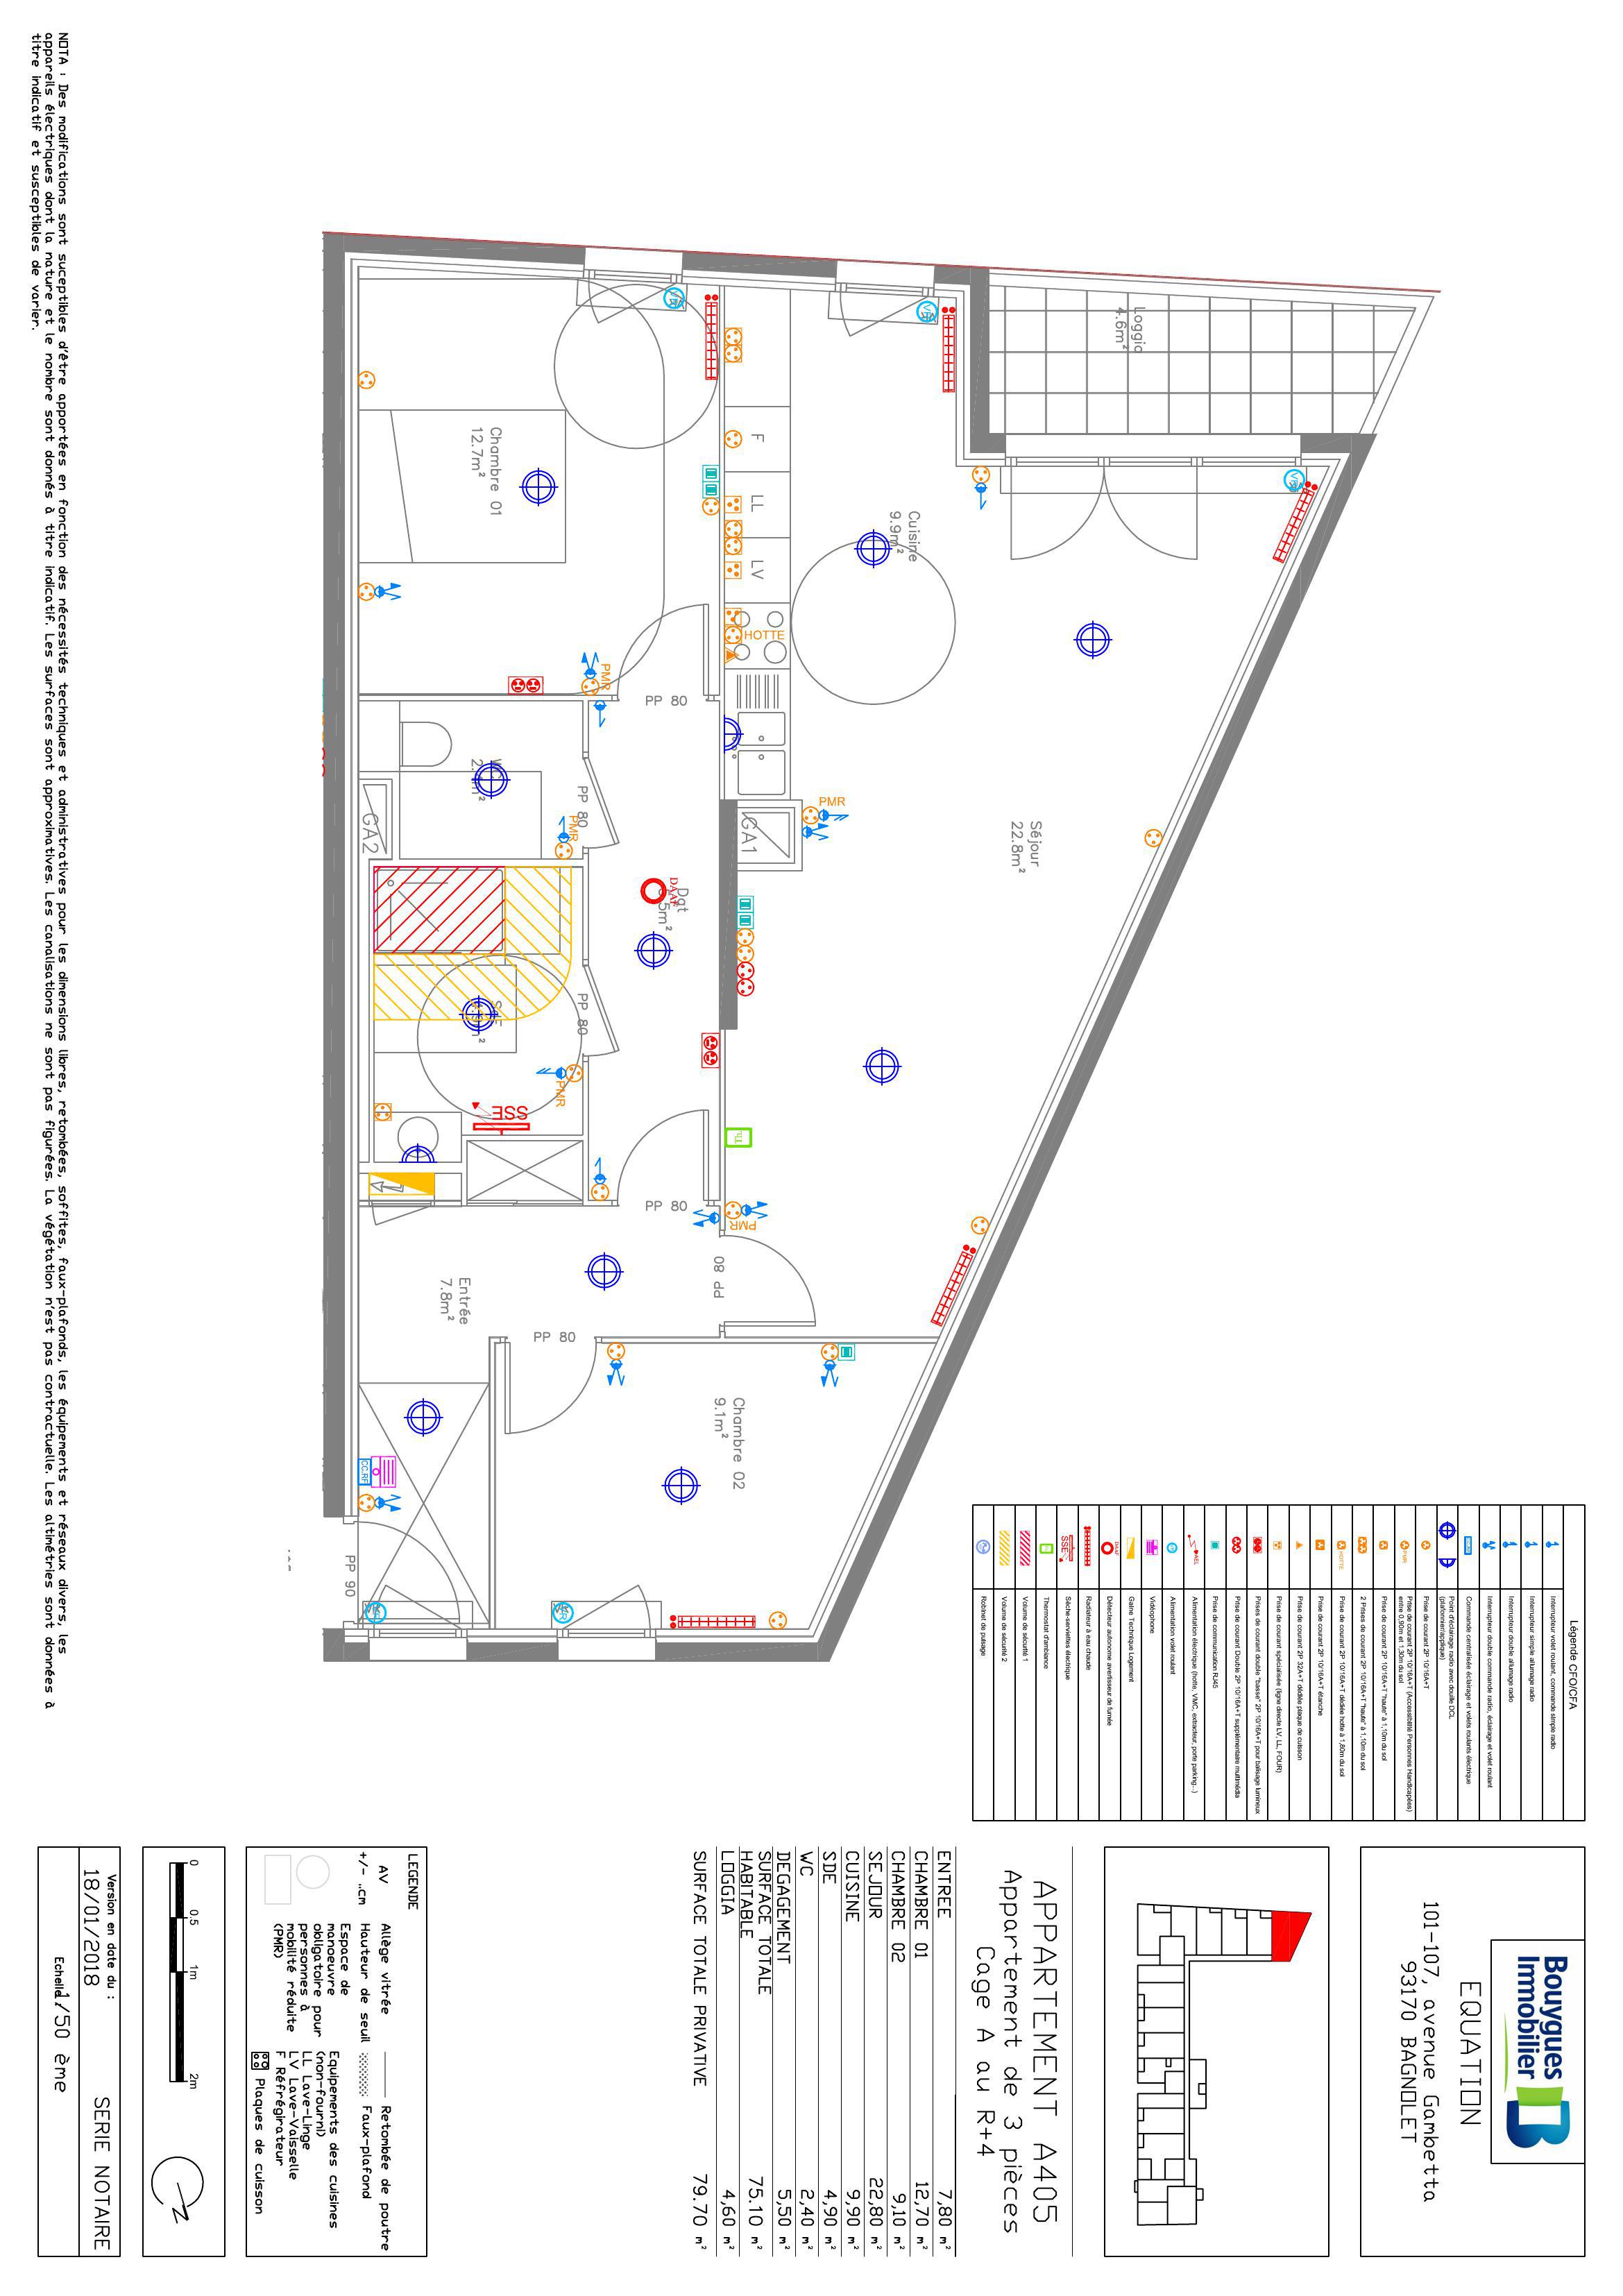 Bouygues
Immobilier
EQUATION
101-107, avenue Gambetta
93170 BAGNOLET
APPARTEMENT A405
Appartement de 3 pièces
Cage A au R+4
ENTREE 7,80 m²
CHAMBRE 01 12,70 m²
CHAMBRE 02 9,10 m²
SEJOUR 22,80 m²
CUISINE 9,90 m²
SDE 4,90 m²
WC 2,40 m²
DEGAGEMENT 5,50 m²
SURFACE TOTALE
HABITABLE 75.10 m²
LOGGIA 4,60 m²
SURFACE TOTALE PRIVATIVE 79.70 m²
LEGENDE
AV Allège vitrée
+/- ..cm Hauteur de seuil
Espace de
manoeuvre
obligatoire pour
personnes à
mobilité réduite
(PMR)
Retombée de poutre
Faux-plafond
Equipements des cuisines
(non-fourni)
LL Lave-Linge
LV Lave-Vaisselle
F Réfrigérateur
Plaques de cuisson
0 0.5 1m 2m
N
Version en date du :
18/01/2018
SERIE NOTAIRE
Echelle 1/50 ème
Légende CFO/CFA
Interrupteur volet roulant, commande simple radio
Interrupteur simple allumage radio
Interrupteur double allumage radio
Interrupteur double commande radio, éclairage et volet roulant
Commande centralisée éclairage et volets roulants électrique
Point d'éclairage radio avec douille DCL
(plafonnier/applique)
Prise de courant 2P 10/16A+T
PMR
Prise de courant 2P 10/16A+T (Accessibilité Personnes Handicapées)
entre 0,90m et 1,30m du sol
Prise de courant 2P 10/16A+T "haute" à 1,10m du sol
2 Prises de courant 2P 10/16A+T "haute" à 1,10m du sol
HOTTE
Prise de courant 2P 10/16A+T dédiée hotte à 1,80m du sol
Prise de courant 2P 10/16A+T étanche
Prise de courant 2P 32A+T dédiée plaque de cuisson
Prise de courant spécialisée (ligne directe LV, LL, FOUR)
Prises de courant double "basse" 2P 10/16A+T pour balisage lumineux
Prise de courant Double 2P 10/16A+T supplémentaire multimédia
Prise de communication RJ45
Alimentation électrique (hotte, VMC, extracteur, porte parking...)
Alimentation volet roulant
Vidéophone
Gaine Technique Logement
DAAF
Détecteur autonome avertisseur de fumée
Radiateur à eau chaude
SSE
Sèche-serviettes électrique
Thermostat d'ambiance
Volume de sécurité 1
Volume de sécurité 2
Robinet de puisage
Loggia
4.6m²
Chambre 01
12.7m²
Cuisine
9.9m²
F
LL
LV
HOTTE
Séjour
22.8m²
PP 80
PMR
PMR
GA1
GA2
PP 80
PMR
DAAF
Dgt
PP 80
PMR
SSE
TH
PP 80
PMR
PP 80
Entrée
7.8m²
PP 80
Chambre 02
9.1m²
PP 90
NOTA : Des modifications sont suceptibles d'être apportées en fonction des nécessités techniques et administratives pour les dimensions libres, retombées, soffites, faux-plafonds, les équipements et réseaux divers, les
appareils électriques dont la nature et le nombre sont donnés à titre indicatif. Les surfaces sont approximatives. Les canalisations ne sont pas figurées. La végétation n'est pas contractuelle. Les altimétries sont données à
titre indicatif et susceptibles de varier.